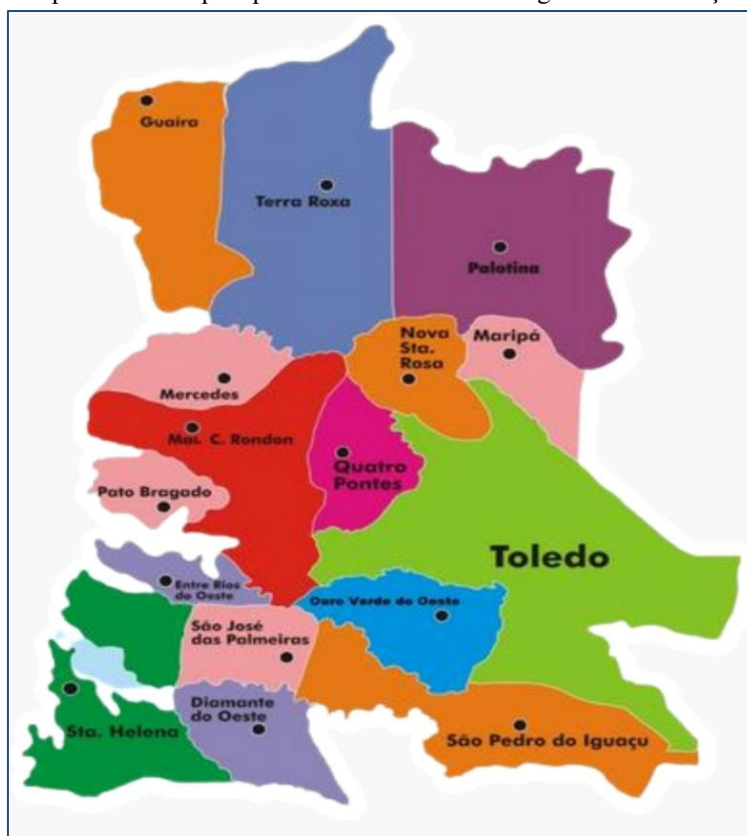 Guaíra
Terra Roxa
Palotina
Nova
Sta.
Rosa
Maripá
Mercedes
Mal. C. Rondon
Quatro
Pontes
Pato Bragado
Toledo
Entre Rios
do Oeste
Ouro Verde do Oeste
São José
das Palmeiras
Diamante
do Oeste
Sta. Helena
São Pedro do Iguaçu